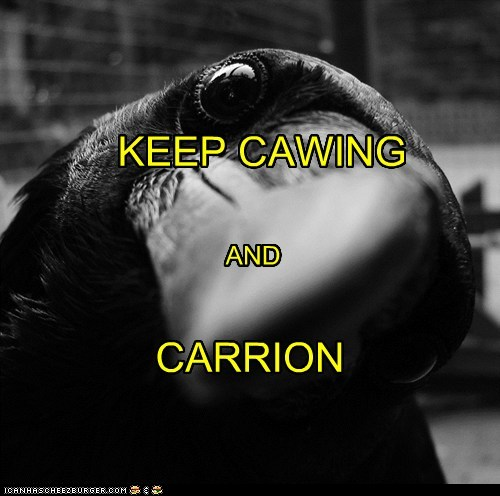 KEEP CAWING
AND
CARRION
ICANHASCHEEZBURGER.COM